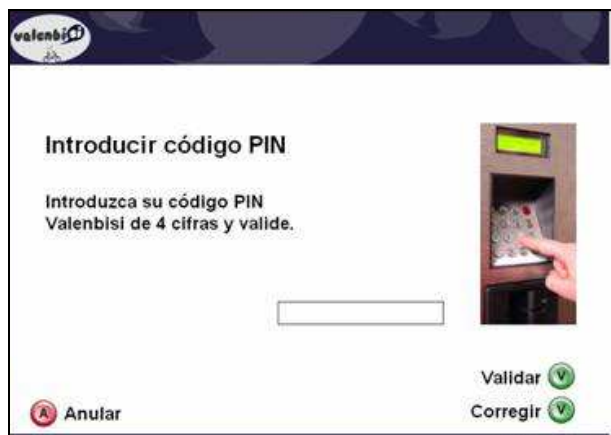 valenbisi
Introducir código PIN
Introduzca su código PIN
Valenbisi de 4 cifras y valide.
Validar V
A Anular
Corregir V